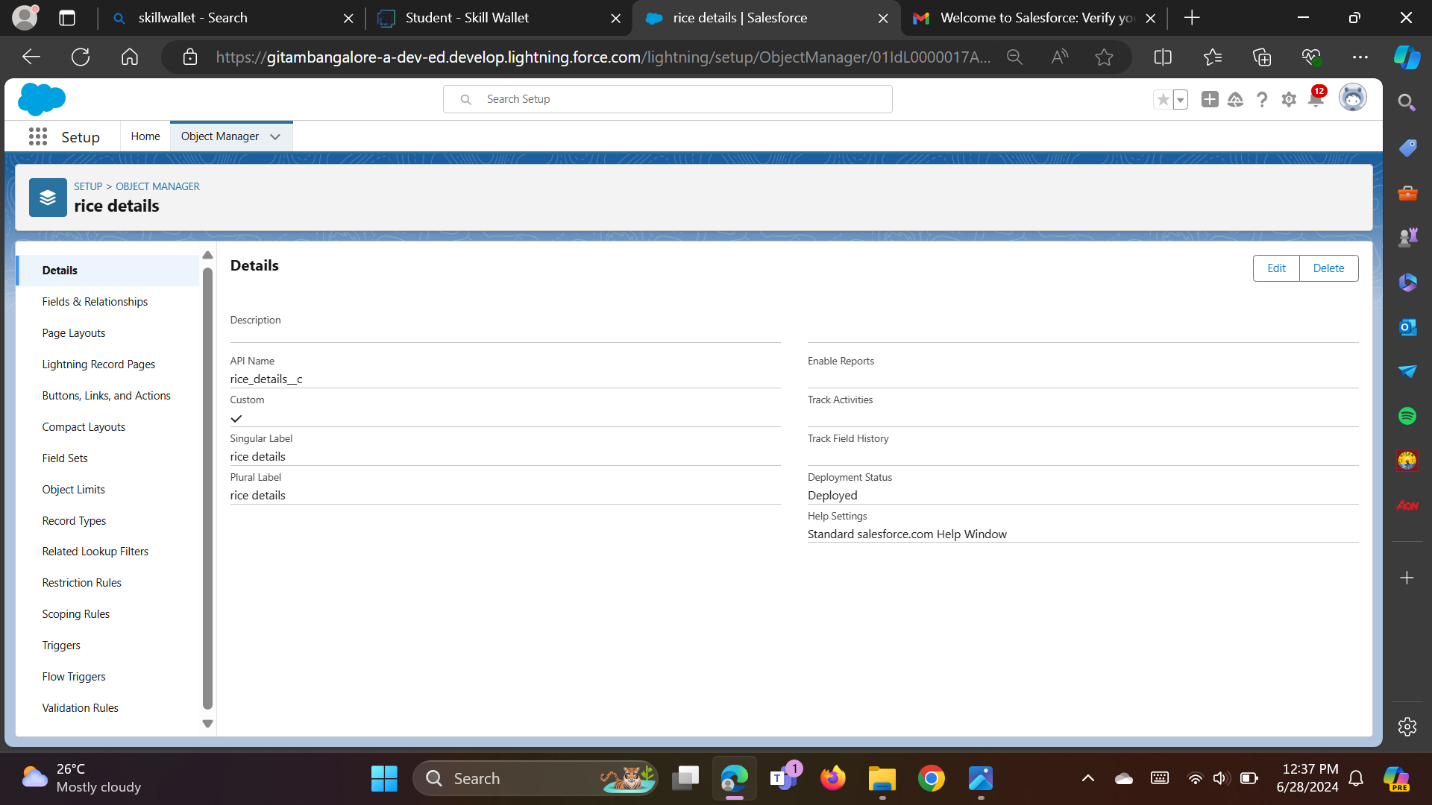 skillwallet - Search
Student - Skill Wallet
rice details | Salesforce
Welcome to Salesforce: Verify yo
https://gitambangalore-a-dev-ed.develop.lightning.force.com/lightning/setup/ObjectManager/01IdL0000017A...
Search Setup
12
Setup
Home
Object Manager
SETUP > OBJECT MANAGER
rice details
Details
Fields & Relationships
Page Layouts
Lightning Record Pages
Buttons, Links, and Actions
Compact Layouts
Field Sets
Object Limits
Record Types
Related Lookup Filters
Restriction Rules
Scoping Rules
Triggers
Flow Triggers
Validation Rules
Details
Edit
Delete
Description
API Name
rice_details__c
Custom
Singular Label
rice details
Plural Label
rice details
Enable Reports
Track Activities
Track Field History
Deployment Status
Deployed
Help Settings
Standard salesforce.com Help Window
AON
26°C
Mostly cloudy
Search
1
12:37 PM
6/28/2024
PRE